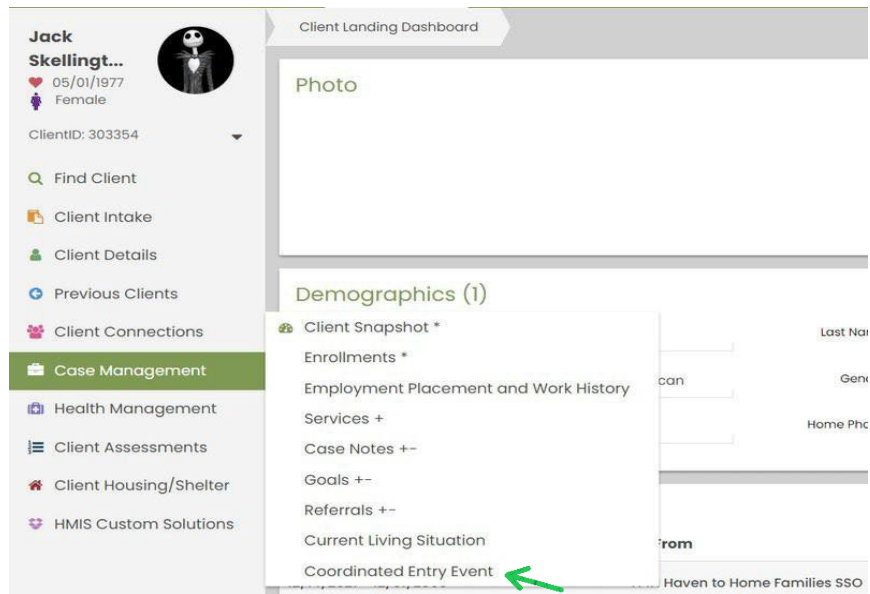 Jack
Skellingt...
05/01/1977
Female
ClientID: 303354
Find Client
Client Intake
Client Details
Previous Clients
Client Connections
Case Management
Health Management
Client Assessments
Client Housing/Shelter
HMIS Custom Solutions
Client Landing Dashboard
Photo
Demographics (1)
Client Snapshot *
Enrollments *
Employment Placement and Work History
Services +
Case Notes +-
Goals +-
Referrals +-
Current Living Situation
Coordinated Entry Event
Last Nar
can
Gend
Home Pho
From
Haven to Home Families SSO